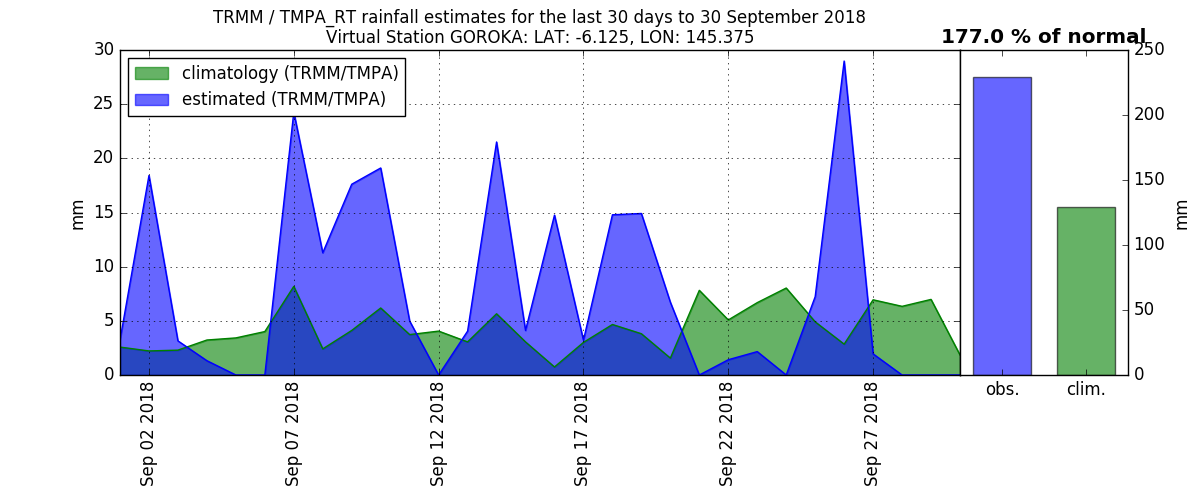 TRMM / TMPA_RT rainfall estimates for the last 30 days to 30 September 2018
Virtual Station GOROKA: LAT: -6.125, LON: 145.375
177.0 % of normal
climatology (TRMM/TMPA)
estimated (TRMM/TMPA)
30
25
20
15
10
5
0
mm
Sep 02 2018
Sep 07 2018
Sep 12 2018
Sep 17 2018
Sep 22 2018
Sep 27 2018
250
200
150
100
50
0
mm
obs.
clim.